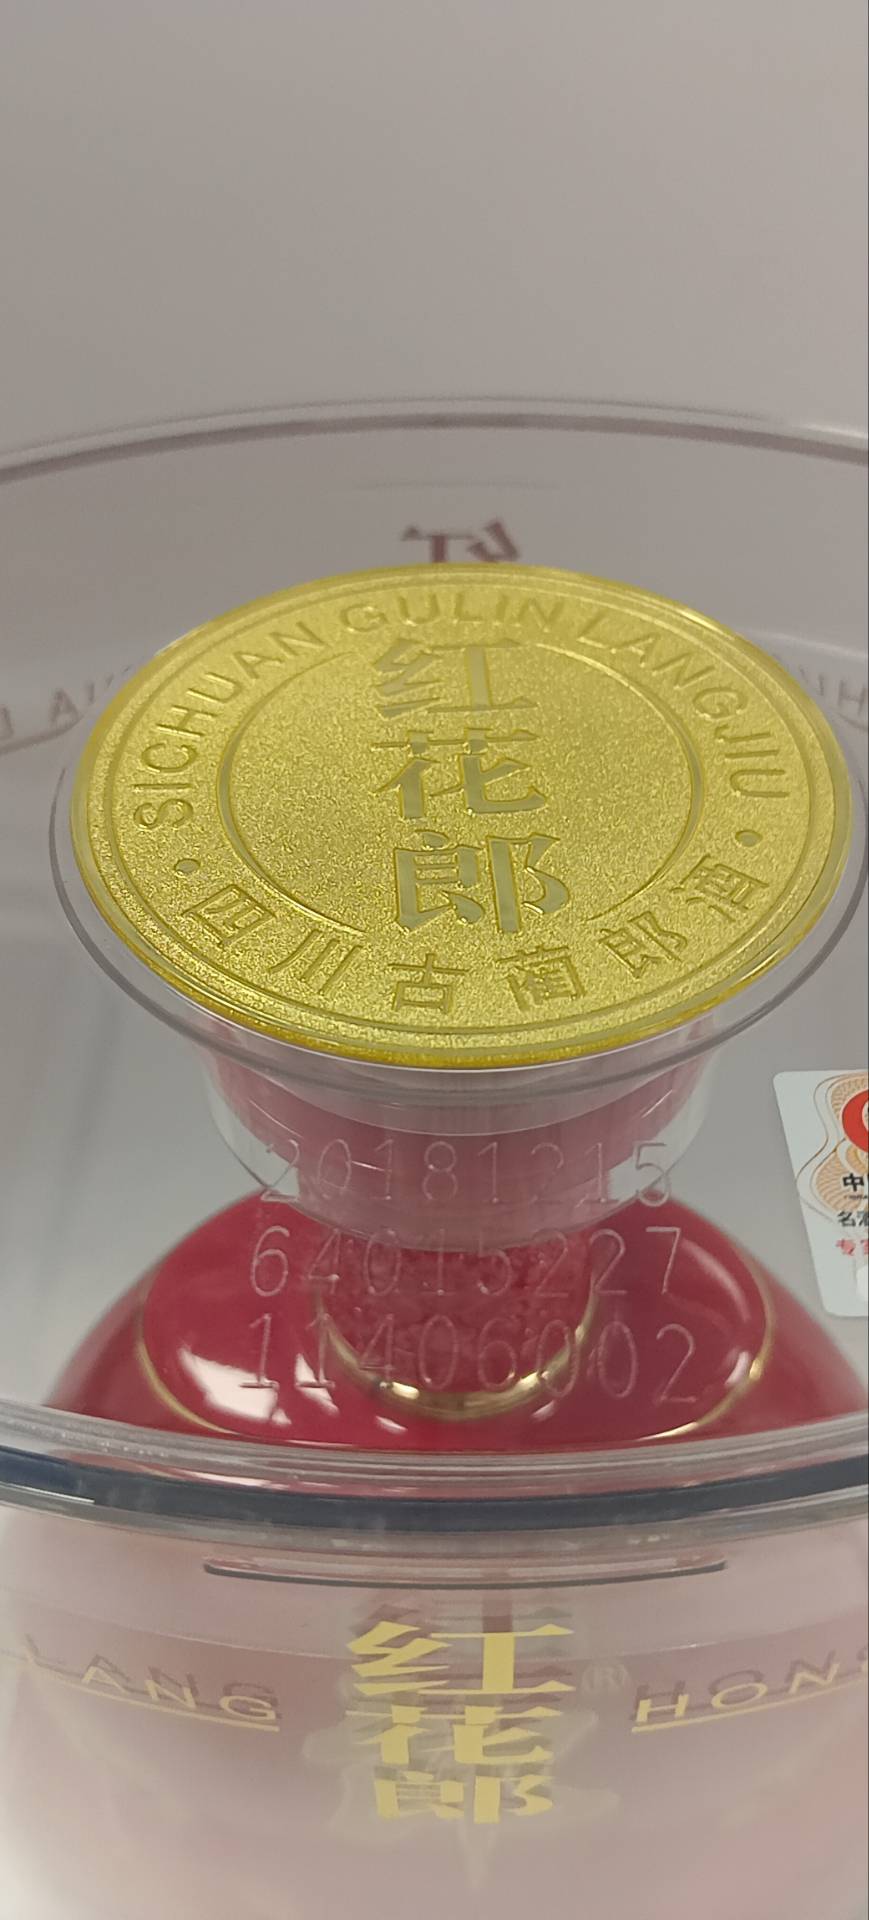 SICHUAN GULIN LANGJIU
红
花
郎
·四川古蔺郎酒·
20181215
64015227
11406002
LANG
红
花
郎
®
HONG